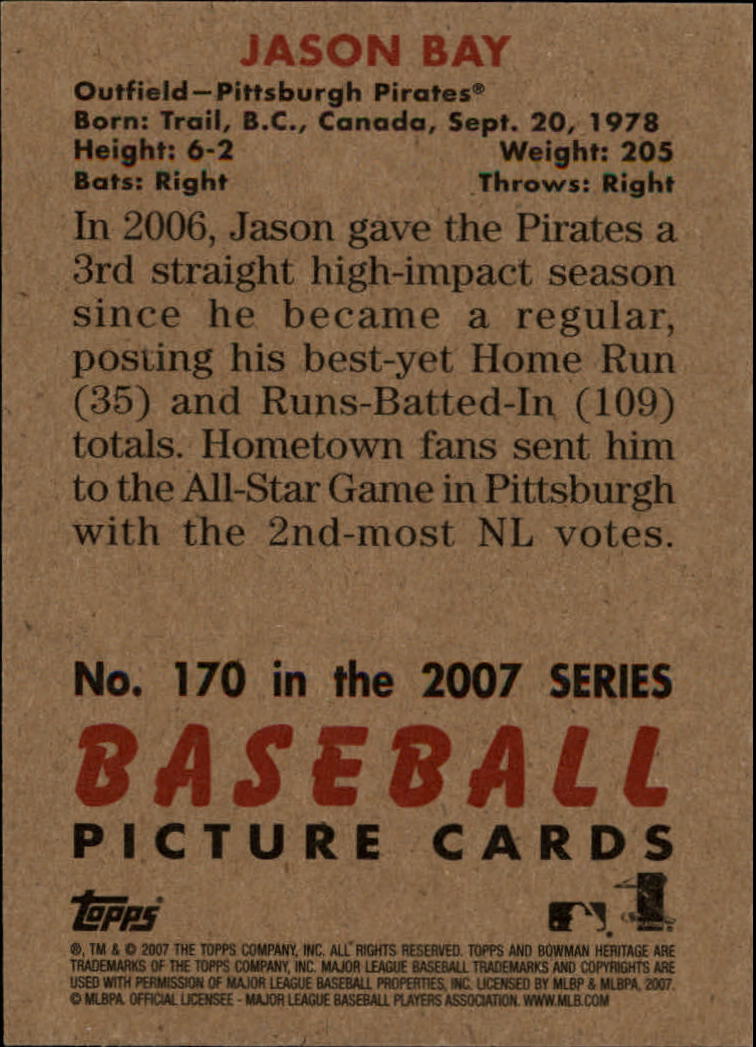 JASON BAY
Outfield—Pittsburgh Pirates®
Born: Trail, B.C., Canada, Sept. 20, 1978
Height: 6-2 Weight: 205
Bats: Right Throws: Right
In 2006, Jason gave the Pirates a
3rd straight high-impact season
since he became a regular,
posting his best-yet Home Run
(35) and Runs-Batted-In (109)
totals. Hometown fans sent him
to the All-Star Game in Pittsburgh
with the 2nd-most NL votes.
No. 170 in the 2007 SERIES
BASEBALL
PICTURE CARDS
topps
®, TM & © 2007 THE TOPPS COMPANY, INC. ALL RIGHTS RESERVED. TOPPS AND BOWMAN HERITAGE ARE
TRADEMARKS OF THE TOPPS COMPANY, INC. MAJOR LEAGUE BASEBALL TRADEMARKS AND COPYRIGHTS ARE
USED WITH PERMISSION OF MAJOR LEAGUE BASEBALL PROPERTIES, INC. LICENSED BY MLBP & MLBPA, 2007.
© MLBPA. OFFICIAL LICENSEE - MAJOR LEAGUE BASEBALL PLAYERS ASSOCIATION. WWW.MLB.COM